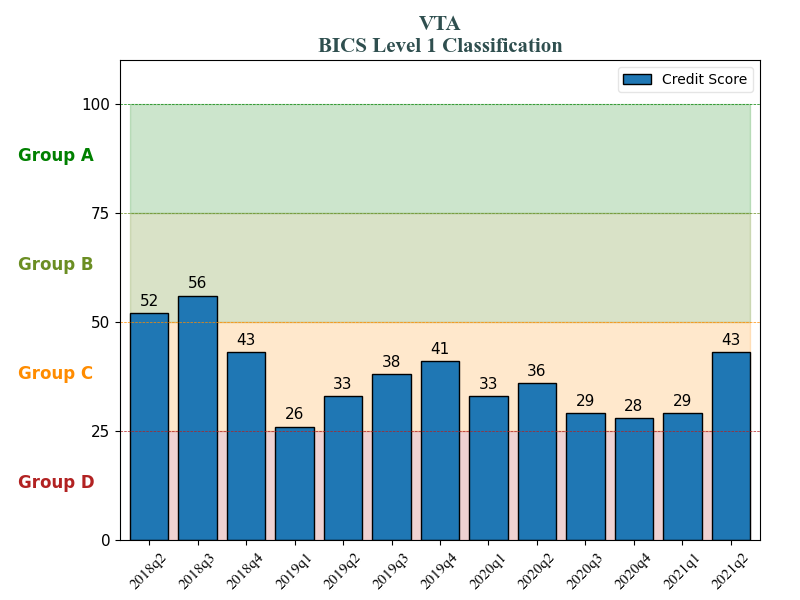 VTA
BICS Level 1 Classification
Credit Score
100
Group A
75
Group B
56
52
50
43
43
41
38
Group C
36
33
33
29
29
28
26
25
Group D
0
2018q2 2018q3 2018q4 2019q1 2019q2 2019q3 2019q4 2020q1 2020q2 2020q3 2020q4 2021q1 2021q2